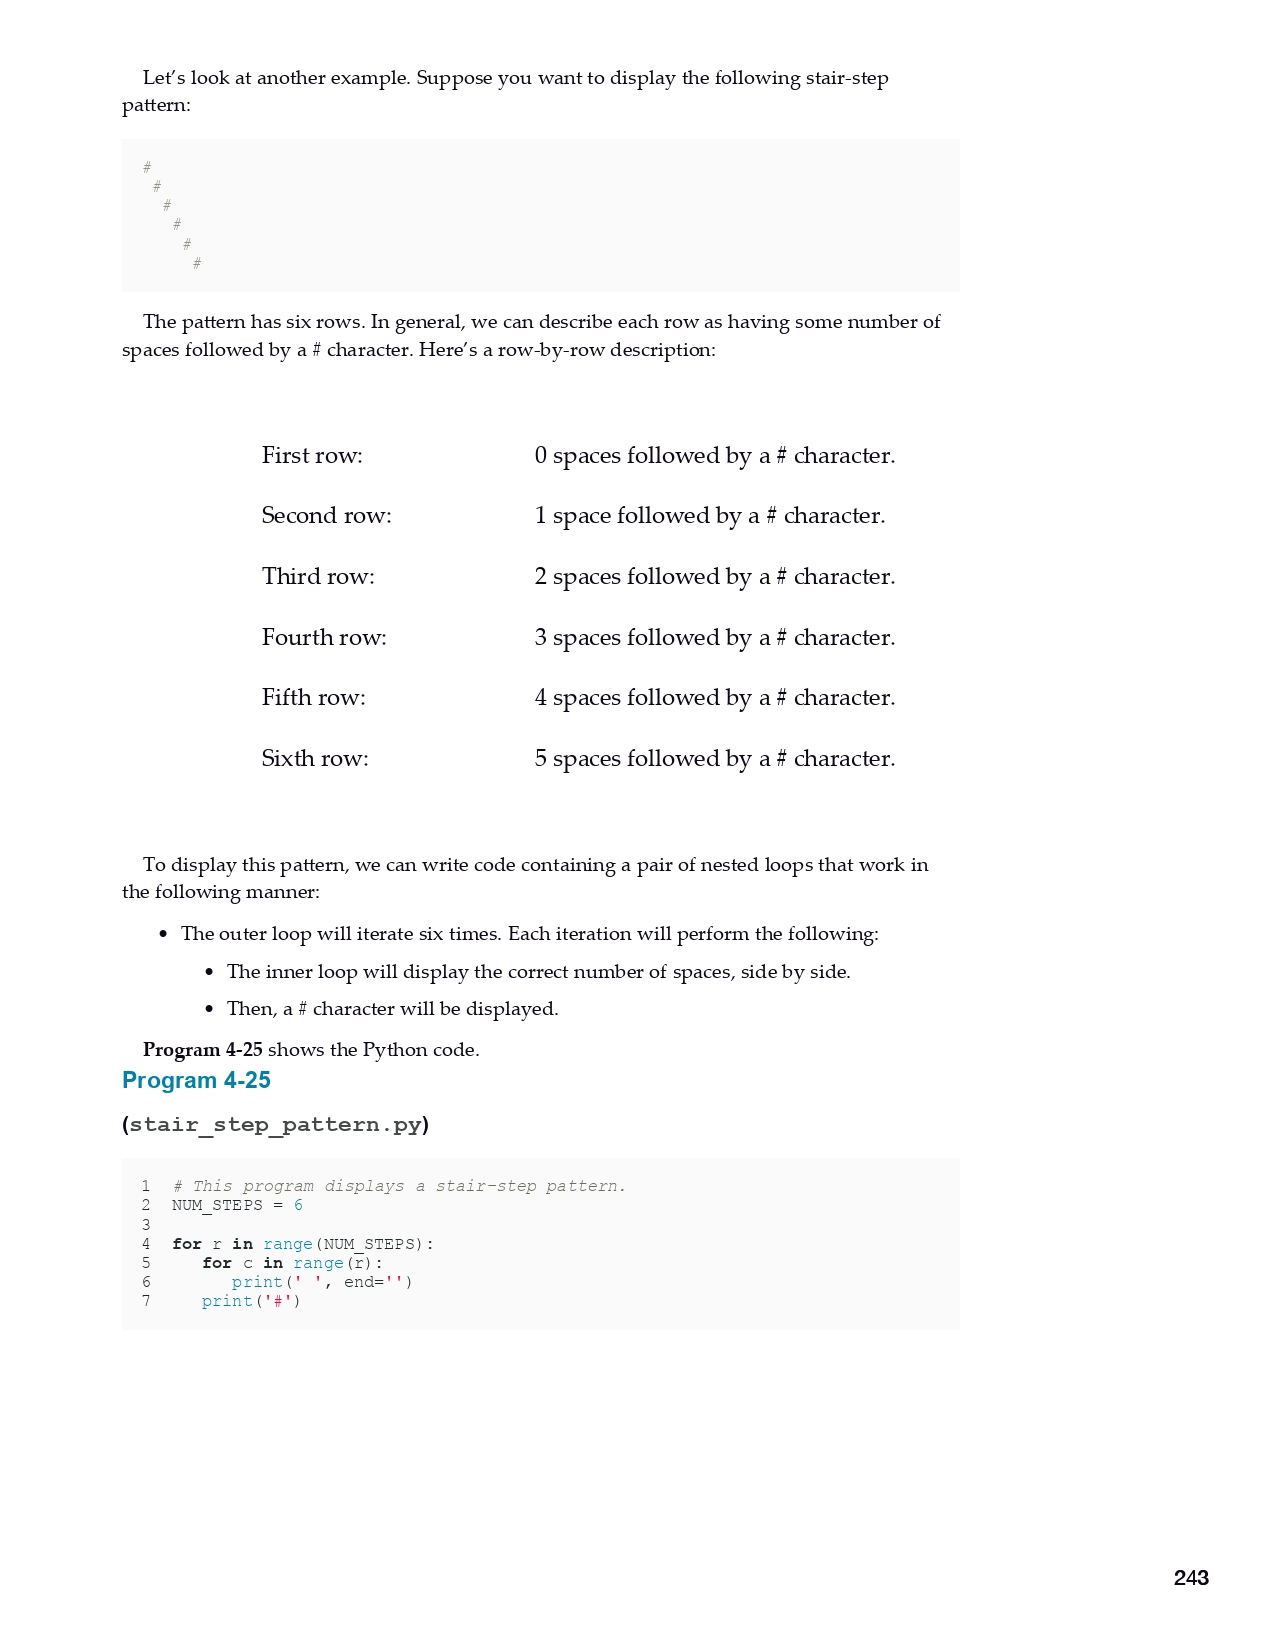 Let’s look at another example. Suppose you want to display the following stair-step
pattern:
#
 #
  #
   #
    #
     #
The pattern has six rows. In general, we can describe each row as having some number of
spaces followed by a # character. Here’s a row-by-row description:
First row: 0 spaces followed by a # character.
Second row: 1 space followed by a # character.
Third row: 2 spaces followed by a # character.
Fourth row: 3 spaces followed by a # character.
Fifth row: 4 spaces followed by a # character.
Sixth row: 5 spaces followed by a # character.
To display this pattern, we can write code containing a pair of nested loops that work in
the following manner:
• The outer loop will iterate six times. Each iteration will perform the following:
• The inner loop will display the correct number of spaces, side by side.
• Then, a # character will be displayed.
Program 4-25 shows the Python code.
Program 4-25
(stair_step_pattern.py)
1  # This program displays a stair-step pattern.
2  NUM_STEPS = 6
3
4  for r in range(NUM_STEPS):
5     for c in range(r):
6        print(' ', end='')
7     print('#')
243